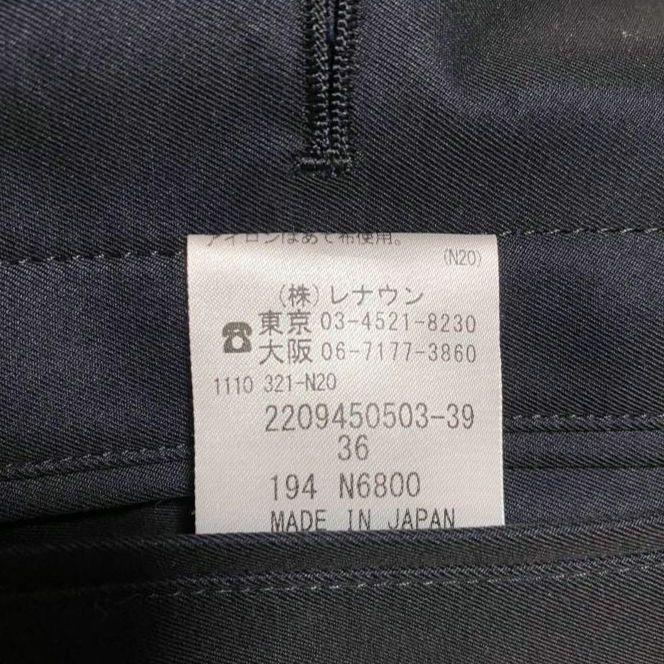 アイロンはあて布使用。
(N20)
(株)レナウン
☎東京 03-4521-8230
大阪 06-7177-3860
1110 321-N20
2209450503-39
36
194 N6800
MADE IN JAPAN